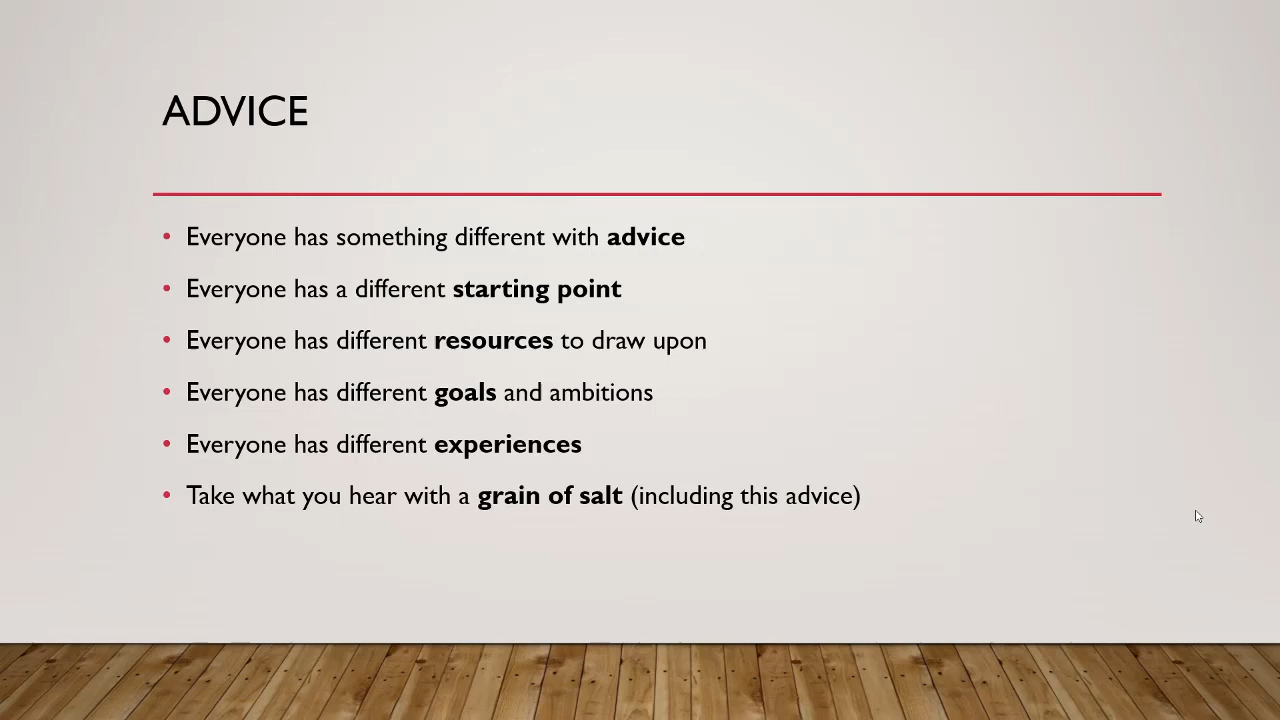 ADVICE
• Everyone has something different with advice
• Everyone has a different starting point
• Everyone has different resources to draw upon
• Everyone has different goals and ambitions
• Everyone has different experiences
• Take what you hear with a grain of salt (including this advice)